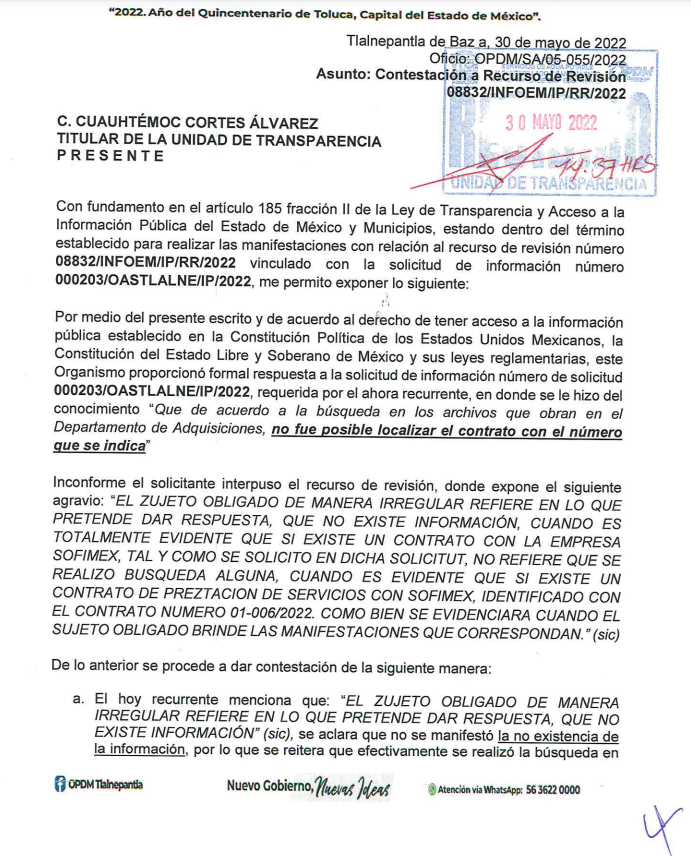 "2022. Año del Quincentenario de Toluca, Capital del Estado de México".
Tlalnepantla de Baz a, 30 de mayo de 2022
Oficio: OPDM/SA/05-055/2022
Asunto: Contestación a Recurso de Revisión
08832/INFOEM/IP/RR/2022
OPDM
30 MAYO 2022
14:37 HRS
UNIDAD DE TRANSPARENCIA
C. CUAUHTÉMOC CORTES ÁLVAREZ
TITULAR DE LA UNIDAD DE TRANSPARENCIA
P R E S E N T E
Con fundamento en el artículo 185 fracción II de la Ley de Transparencia y Acceso a la
Información Pública del Estado de México y Municipios, estando dentro del término
establecido para realizar las manifestaciones con relación al recurso de revisión número
08832/INFOEM/IP/RR/2022 vinculado con la solicitud de información número
000203/OASTLALNE/IP/2022, me permito exponer lo siguiente:
Por medio del presente escrito y de acuerdo al derecho de tener acceso a la información
pública establecido en la Constitución Política de los Estados Unidos Mexicanos, la
Constitución del Estado Libre y Soberano de México y sus leyes reglamentarias, este
Organismo proporcionó formal respuesta a la solicitud de información número de solicitud
000203/OASTLALNE/IP/2022, requerida por el ahora recurrente, en donde se le hizo del
conocimiento "Que de acuerdo a la búsqueda en los archivos que obran en el
Departamento de Adquisiciones, no fue posible localizar el contrato con el número
que se indica"
Inconforme el solicitante interpuso el recurso de revisión, donde expone el siguiente
agravio: "EL ZUJETO OBLIGADO DE MANERA IRREGULAR REFIERE EN LO QUE
PRETENDE DAR RESPUESTA, QUE NO EXISTE INFORMACIÓN, CUANDO ES
TOTALMENTE EVIDENTE QUE SI EXISTE UN CONTRATO CON LA EMPRESA
SOFIMEX, TAL Y COMO SE SOLICITO EN DICHA SOLICITUT, NO REFIERE QUE SE
REALIZO BUSQUEDA ALGUNA, CUANDO ES EVIDENTE QUE SI EXISTE UN
CONTRATO DE PREZTACION DE SERVICIOS CON SOFIMEX, IDENTIFICADO CON
EL CONTRATO NUMERO 01-006/2022. COMO BIEN SE EVIDENCIARA CUANDO EL
SUJETO OBLIGADO BRINDE LAS MANIFESTACIONES QUE CORRESPONDAN." (sic)
De lo anterior se procede a dar contestación de la siguiente manera:
a. El hoy recurrente menciona que: "EL ZUJETO OBLIGADO DE MANERA
IRREGULAR REFIERE EN LO QUE PRETENDE DAR RESPUESTA, QUE NO
EXISTE INFORMACIÓN" (sic), se aclara que no se manifestó la no existencia de
la información, por lo que se reitera que efectivamente se realizó la búsqueda en
OPDM Tlalnepantla
Nuevo Gobierno, Nuevas Ideas
Atención vía WhatsApp: 56 3622 0000